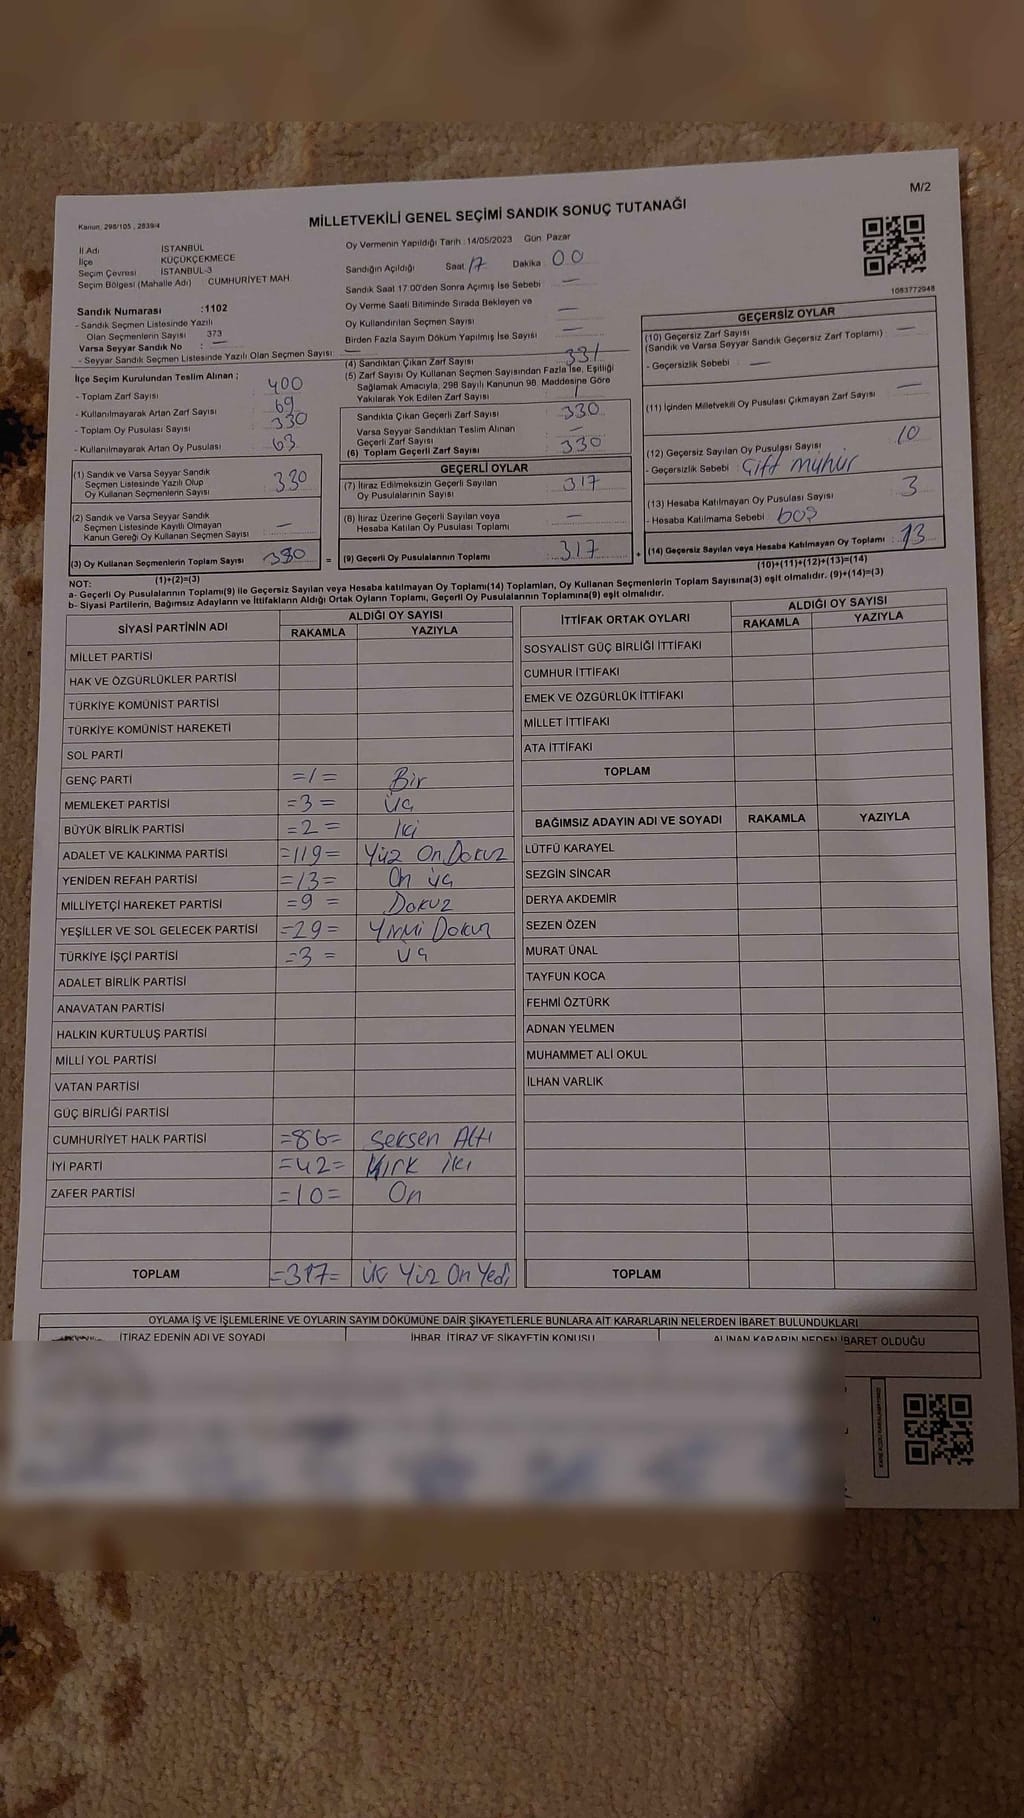 M/2
Kanun, 298/105 , 2839/4
MİLLETVEKİLİ GENEL SEÇİMİ SANDIK SONUÇ TUTANAĞI
İl Adı İSTANBUL
İlçe KÜÇÜKÇEKMECE
Seçim Çevresi İSTANBUL-3
Seçim Bölgesi (Mahalle Adı) CUMHURİYET MAH.
Sandık Numarası :1102
- Sandık Seçmen Listesinde Yazılı
Olan Seçmenlerin Sayısı 373
Varsa Seyyar Sandık No : —
- Seyyar Sandık Seçmen Listesinde Yazılı Olan Seçmen Sayısı: —
Oy Vermenin Yapıldığı Tarih :14/05/2023 Gün: Pazar
Sandığın Açıldığı Saat 17 Dakika 00
Sandık Saat 17:00'den Sonra Açımış İse Sebebi —
Oy Verme Saati Bitiminde Sırada Bekleyen ve
Oy Kullandırılan Seçmen Sayısı —
Birden Fazla Sayım Döküm Yapılmış İse Sayısı —
1083772948
İlçe Seçim Kurulundan Teslim Alınan ;
- Toplam Zarf Sayısı : 400
- Kullanılmayarak Artan Zarf Sayısı : 69
- Toplam Oy Pusulası Sayısı : 330
- Kullanılmayarak Artan Oy Pusulası : 63
(1) Sandık ve Varsa Seyyar Sandık
Seçmen Listesinde Yazılı Olup
Oy Kullanan Seçmenlerin Sayısı : 330
(2) Sandık ve Varsa Seyyar Sandık
Seçmen Listesinde Kayıtlı Olmayan
Kanun Gereği Oy Kullanan Seçmen Sayısı : —
(3) Oy Kullanan Seçmenlerin Toplam Sayısı : 330 =
(1)+(2)=(3)
(4) Sandıktan Çıkan Zarf Sayısı : 331
(5) Zarf Sayısı Oy Kullanan Seçmen Sayısından Fazla İse, Eşitliği
Sağlamak Amacıyla, 298 Sayılı Kanunun 98. Maddesine Göre
Yakılarak Yok Edilen Zarf Sayısı : 1
Sandıkta Çıkan Geçerli Zarf Sayısı : 330
Varsa Seyyar Sandıktan Teslim Alınan
Geçerli Zarf Sayısı : —
(6) Toplam Geçerli Zarf Sayısı : 330
GEÇERLİ OYLAR
(7) İtiraz Edilmeksizin Geçerli Sayılan
Oy Pusulalarının Sayısı : 317
(8) İtiraz Üzerine Geçerli Sayılan veya
Hesaba Katılan Oy Pusulası Toplamı : —
(9) Geçerli Oy Pusulalarının Toplamı : 317 +
GEÇERSİZ OYLAR
(10) Geçersiz Zarf Sayısı : —
(Sandık ve Varsa Seyyar Sandık Geçersiz Zarf Toplamı)
- Geçersizlik Sebebi : —
(11) İçinden Milletvekili Oy Pusulası Çıkmayan Zarf Sayısı : —
(12) Geçersiz Sayılan Oy Pusulası Sayısı : 10
- Geçersizlik Sebebi : Çift mühür
(13) Hesaba Katılmayan Oy Pusulası Sayısı : 3
- Hesaba Katılmama Sebebi : boş
(14) Geçersiz Sayılan veya Hesaba Katılmayan Oy Toplamı : 13
(10)+(11)+(12)+(13)=(14)
NOT:
a- Geçerli Oy Pusulalarının Toplamı(9) ile Geçersiz Sayılan veya Hesaba katılmayan Oy Toplamı(14) Toplamları, Oy Kullanan Seçmenlerin Toplam Sayısına(3) eşit olmalıdır. (9)+(14)=(3)
b- Siyasi Partilerin, Bağımsız Adayların ve İttifakların Aldığı Ortak Oyların Toplamı, Geçerli Oy Pusulalarının Toplamına(9) eşit olmalıdır.
SİYASİ PARTİNİN ADI ALDIĞI OY SAYISI
RAKAMLA YAZIYLA
MİLLET PARTİSİ
HAK VE ÖZGÜRLÜKLER PARTİSİ
TÜRKİYE KOMÜNİST PARTİSİ
TÜRKİYE KOMÜNİST HAREKETİ
SOL PARTİ
GENÇ PARTİ =1= Bir
MEMLEKET PARTİSİ =3= Üç
BÜYÜK BİRLİK PARTİSİ =2= İki
ADALET VE KALKINMA PARTİSİ =119= Yüz On Dokuz
YENİDEN REFAH PARTİSİ =13= On üç
MİLLİYETÇİ HAREKET PARTİSİ =9= Dokuz
YEŞİLLER VE SOL GELECEK PARTİSİ =29= Yirmi Dokuz
TÜRKİYE İŞÇİ PARTİSİ =3= Üç
ADALET BİRLİK PARTİSİ
ANAVATAN PARTİSİ
HALKIN KURTULUŞ PARTİSİ
MİLLİ YOL PARTİSİ
VATAN PARTİSİ
GÜÇ BİRLİĞİ PARTİSİ
CUMHURİYET HALK PARTİSİ =86= Seksen Altı
İYİ PARTİ =42= Kırk İki
ZAFER PARTİSİ =10= On
TOPLAM =317= Üç Yüz On Yedi
İTTİFAK ORTAK OYLARI ALDIĞI OY SAYISI
RAKAMLA YAZIYLA
SOSYALİST GÜÇ BİRLİĞİ İTTİFAKI
CUMHUR İTTİFAKI
EMEK VE ÖZGÜRLÜK İTTİFAKI
MİLLET İTTİFAKI
ATA İTTİFAKI
TOPLAM
BAĞIMSIZ ADAYIN ADI VE SOYADI RAKAMLA YAZIYLA
LÜTFÜ KARAYEL
SEZGİN SİNCAR
DERYA AKDEMİR
SEZEN ÖZEN
MURAT ÜNAL
TAYFUN KOCA
FEHMİ ÖZTÜRK
ADNAN YELMEN
MUHAMMET ALİ OKUL
İLHAN VARLIK
TOPLAM
OYLAMA İŞ VE İŞLEMLERİNE VE OYLARIN SAYIM DÖKÜMÜNE DAİR ŞİKAYETLERLE BUNLARA AİT KARARLARIN NELERDEN İBARET BULUNDUKLARI
İTİRAZ EDENİN ADI VE SOYADI İHBAR, İTİRAZ VE ŞİKAYETİN KONUSU ALINAN KARARIN NEDEN İBARET OLDUĞU